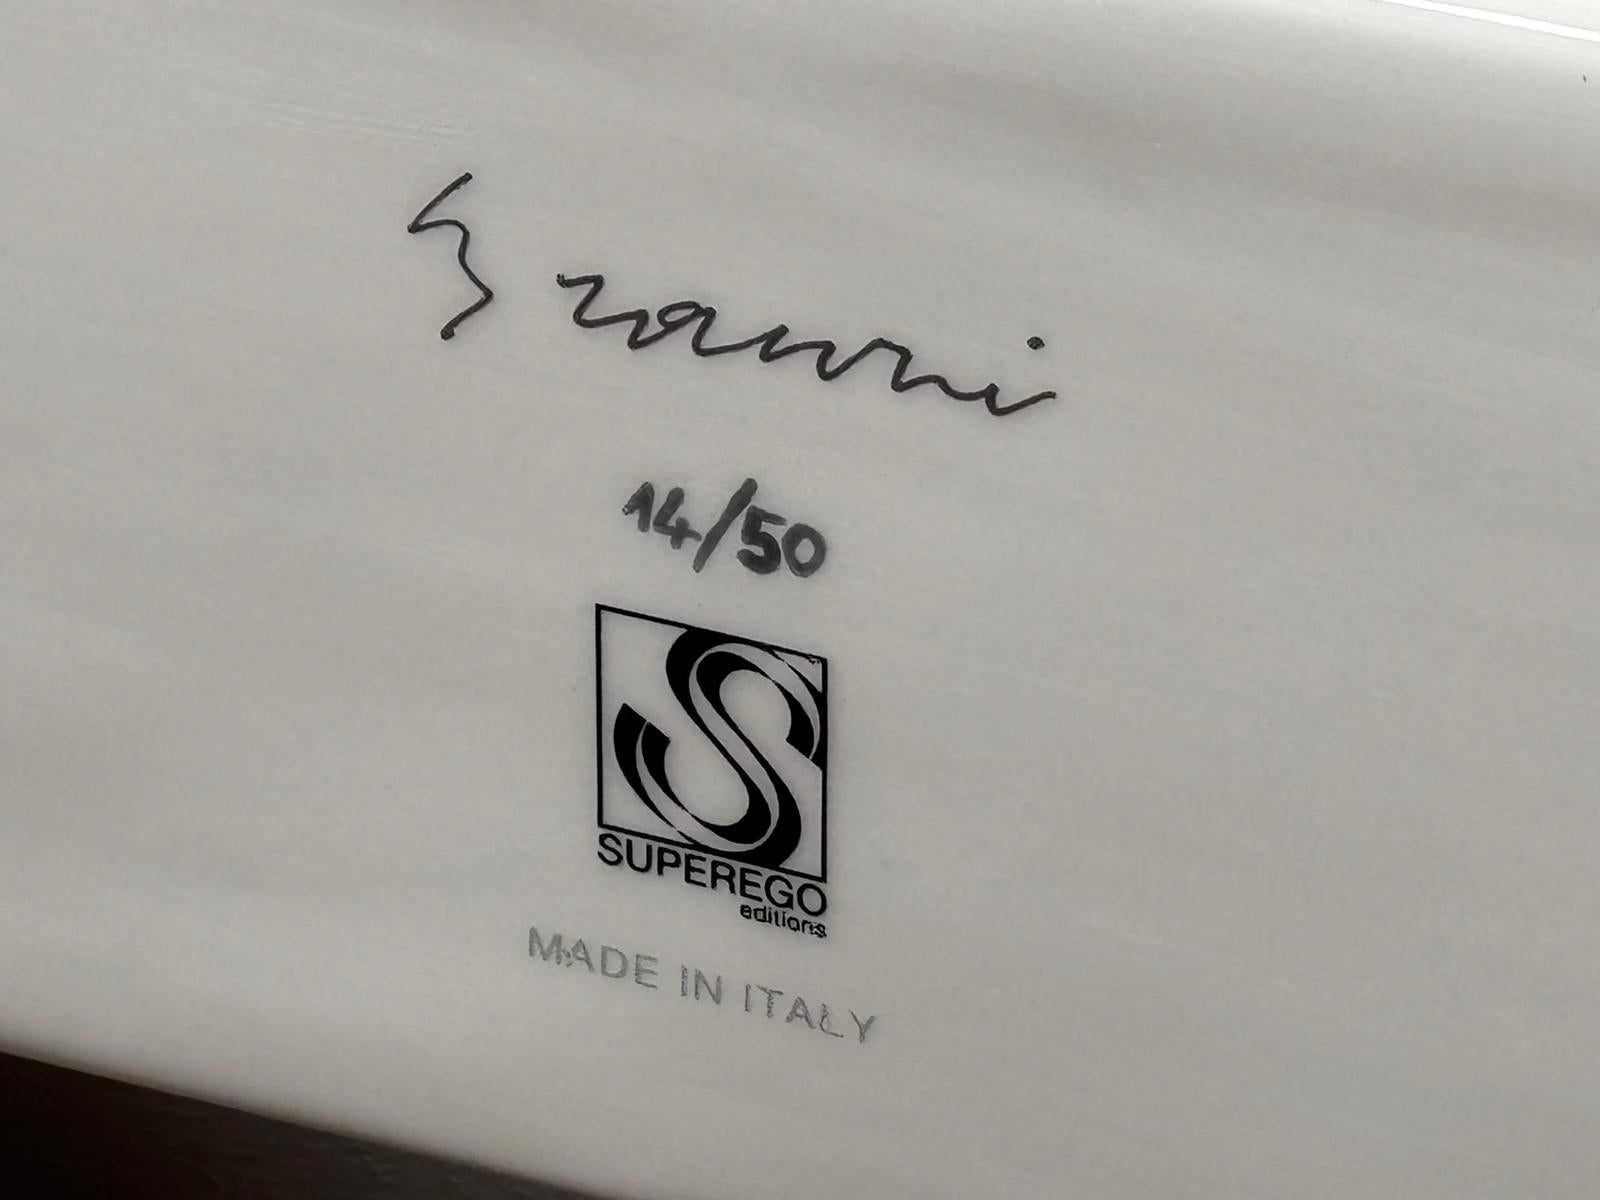 14/50
S
SUPEREGO
editions
MADE IN ITALY